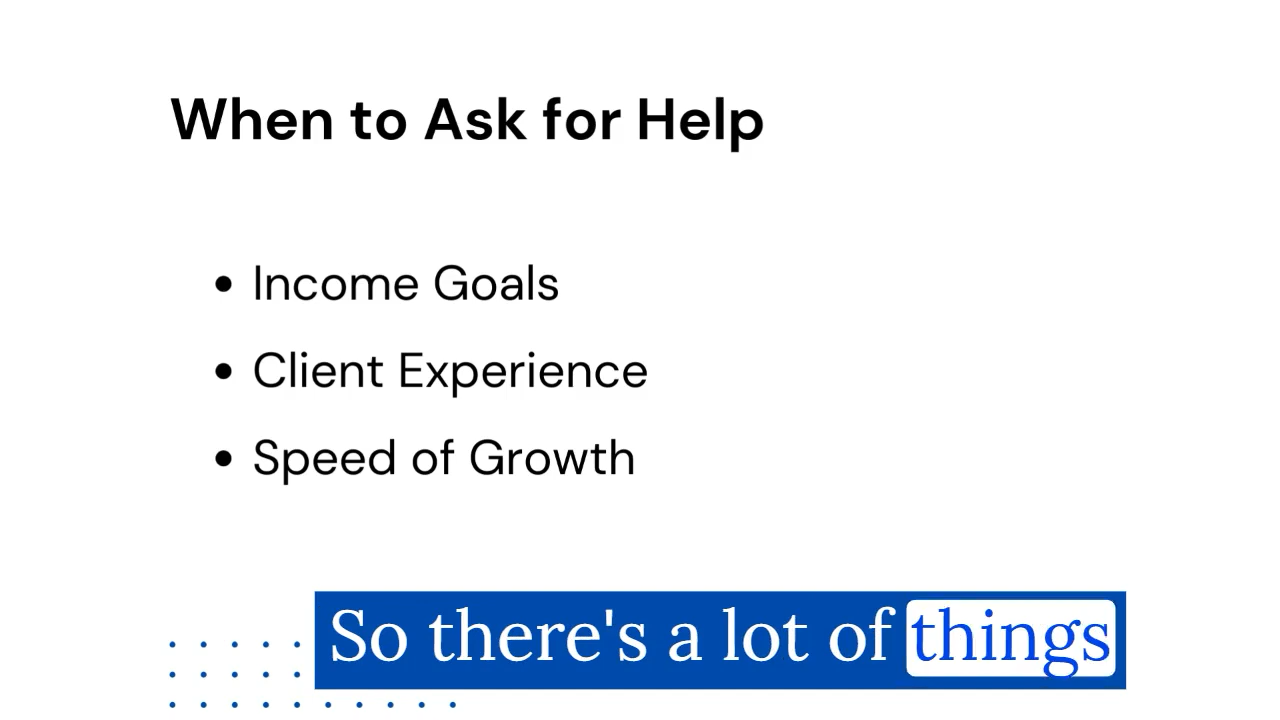 When to Ask for Help
• Income Goals
• Client Experience
• Speed of Growth
So there's a lot of things